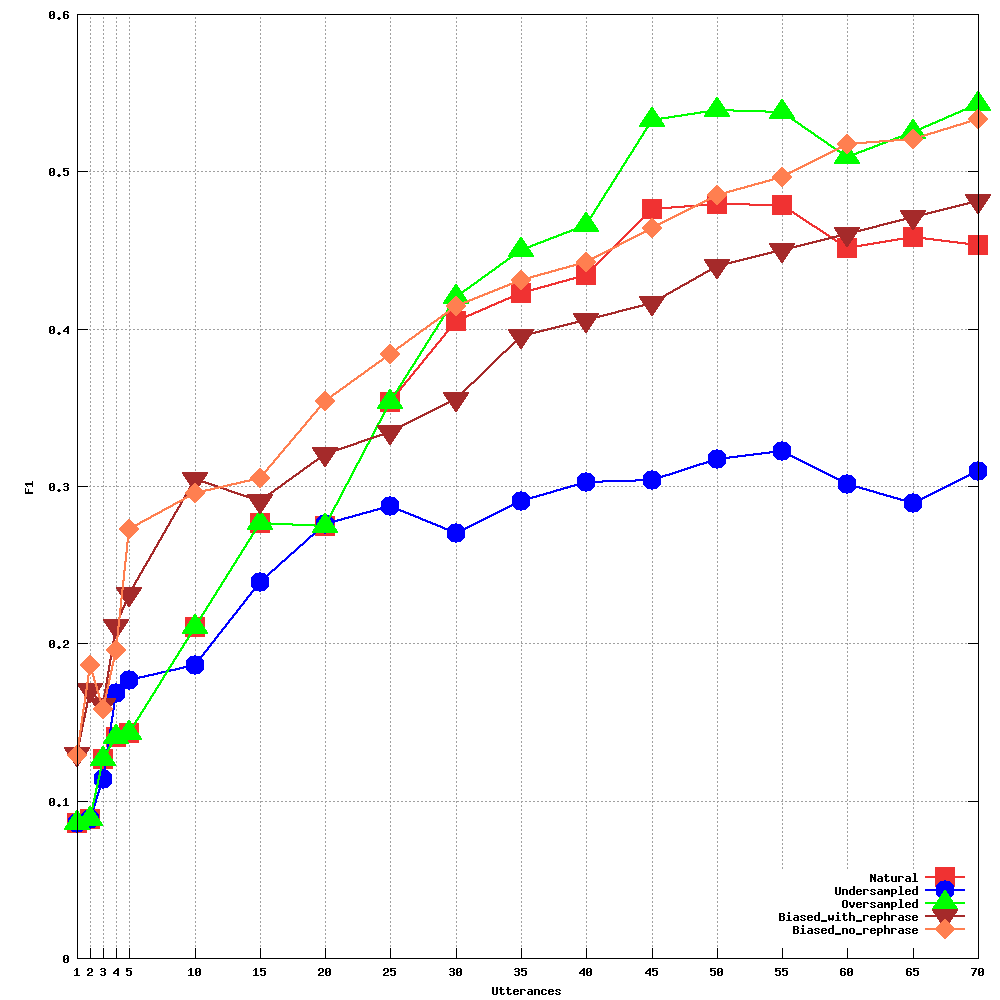 0.6
0.5
0.4
0.3
0.2
0.1
0
F1
1 2 3 4 5 10 15 20 25 30 35 40 45 50 55 60 65 70
Utterances
Natural
Undersampled
Oversampled
Biased_with_rephrase
Biased_no_rephrase